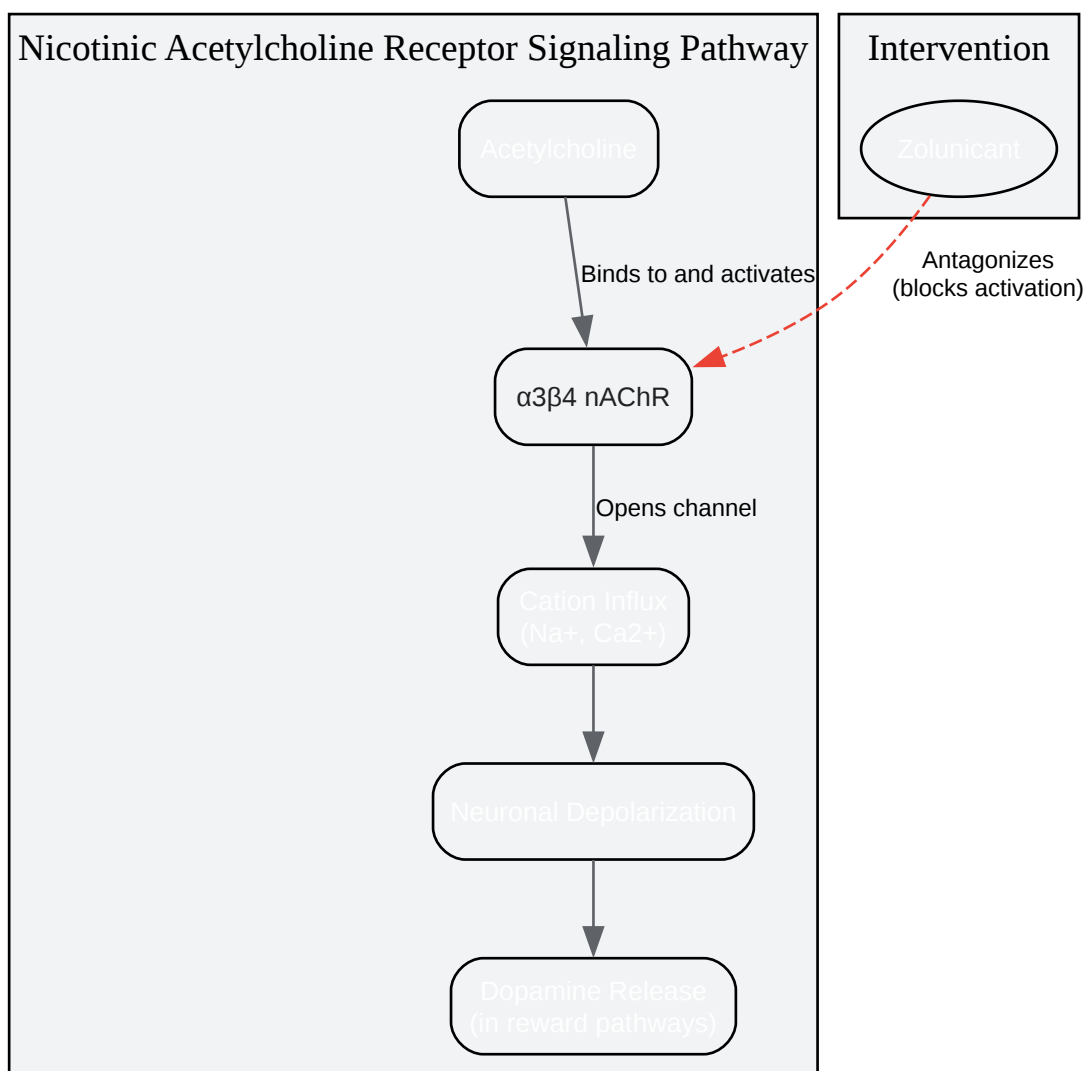 Nicotinic Acetylcholine Receptor Signaling Pathway
Intervention
Acetylcholine
Zolunicant
Binds to and activates
Antagonizes
(blocks activation)
α3β4 nAChR
Opens channel
Cation Influx
(Na+, Ca2+)
Neuronal Depolarization
Dopamine Release
(in reward pathways)